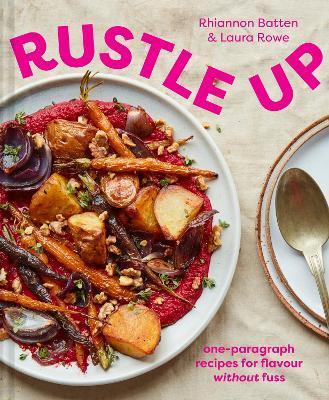 Rhiannon Batten
& Laura Rowe
RUSTLE UP
one-paragraph
recipes for flavour
without fuss